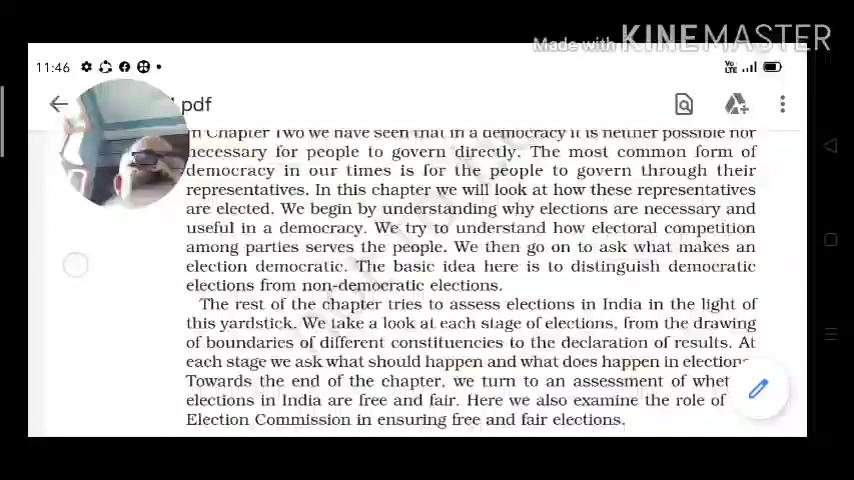 Made with KINEMASTER
11:46 Vo LTE
.pdf
In Chapter Two we have seen that in a democracy it is neither possible nor
necessary for people to govern directly. The most common form of
democracy in our times is for the people to govern through their
representatives. In this chapter we will look at how these representatives
are elected. We begin by understanding why elections are necessary and
useful in a democracy. We try to understand how electoral competition
among parties serves the people. We then go on to ask what makes an
election democratic. The basic idea here is to distinguish democratic
elections from non-democratic elections.
The rest of the chapter tries to assess elections in India in the light of
this yardstick. We take a look at each stage of elections, from the drawing
of boundaries of different constituencies to the declaration of results. At
each stage we ask what should happen and what does happen in elections.
Towards the end of the chapter, we turn to an assessment of whet
elections in India are free and fair. Here we also examine the role of
Election Commission in ensuring free and fair elections.